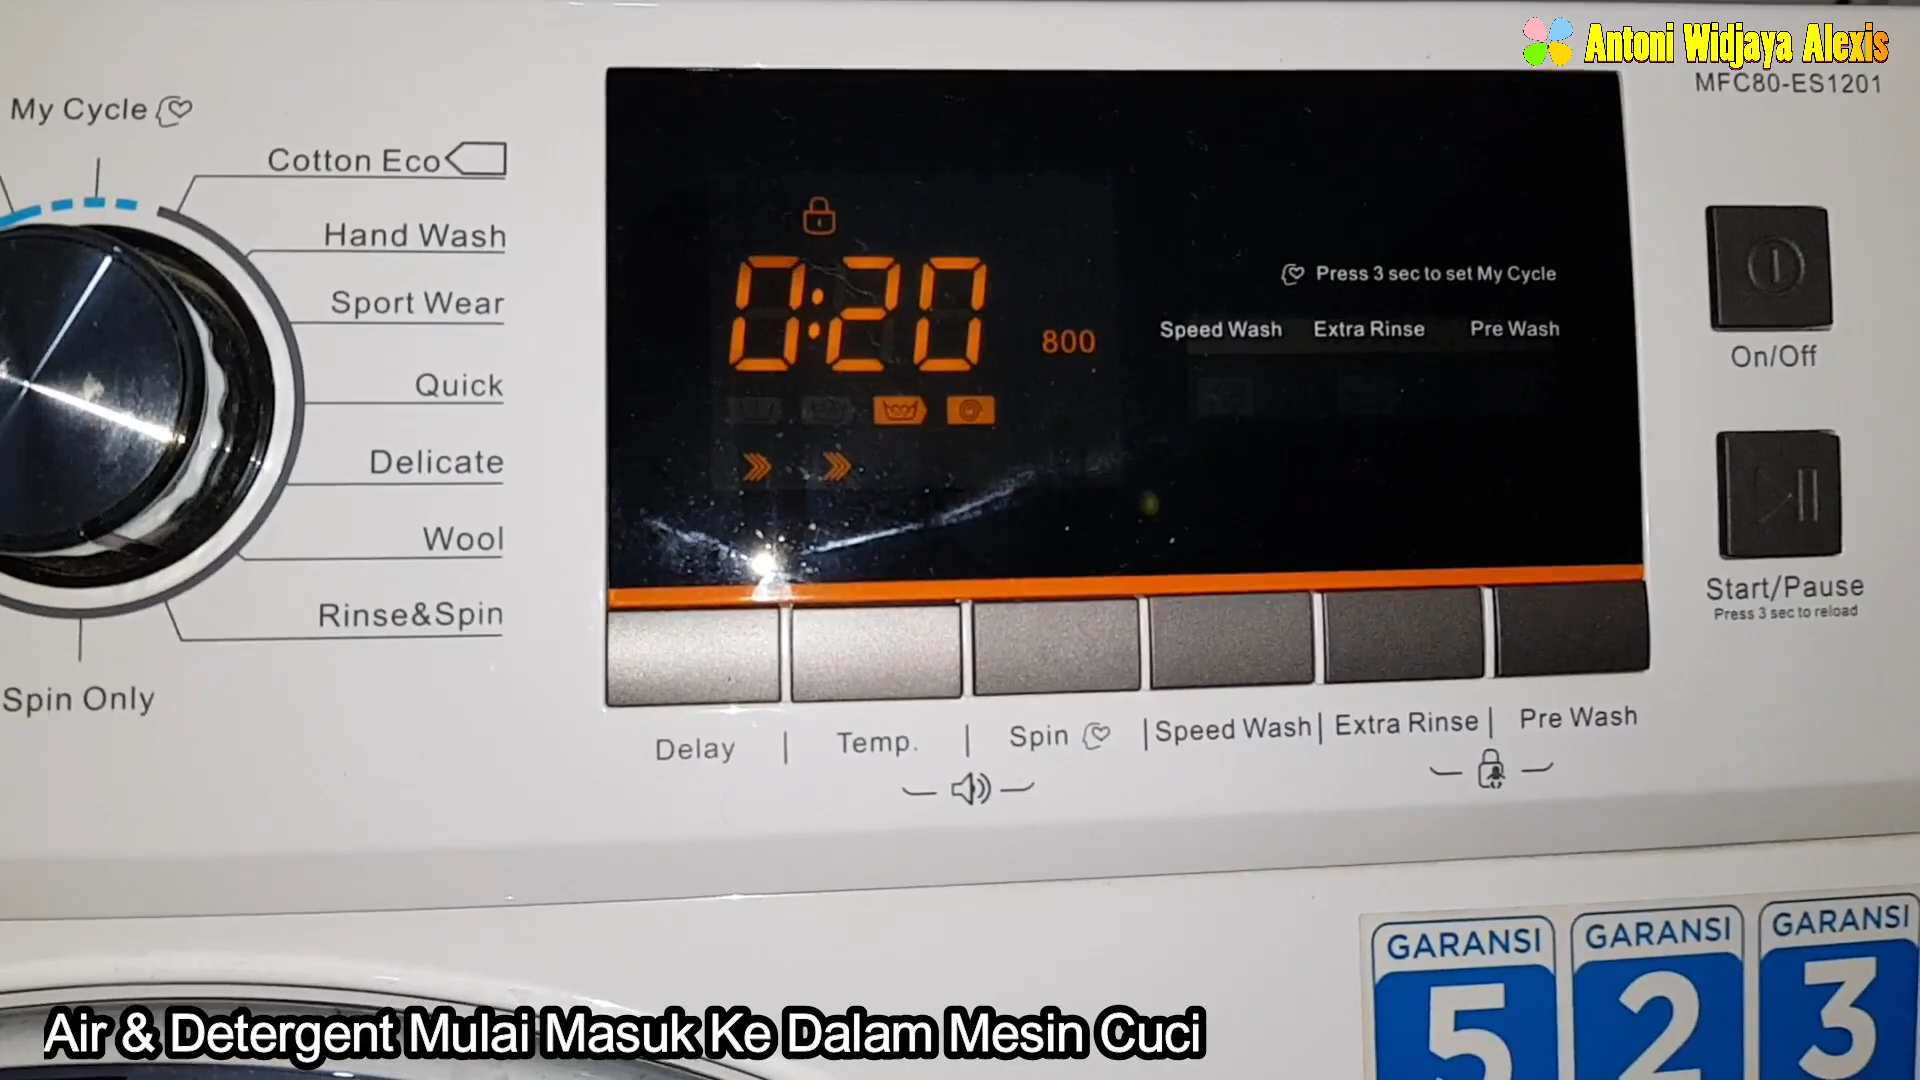 Antoni Widjaya Alexis
MFC80-ES1201
My Cycle
Cotton Eco
Hand Wash
Sport Wear
Quick
Delicate
Wool
Rinse&Spin
Spin Only
0:20
800
Press 3 sec to set My Cycle
Speed Wash Extra Rinse Pre Wash
On/Off
Start/Pause
Press 3 sec to reload
Delay | Temp. | Spin | Speed Wash | Extra Rinse | Pre Wash
GARANSI GARANSI GARANSI
5 2 3
Air & Detergent Mulai Masuk Ke Dalam Mesin Cuci